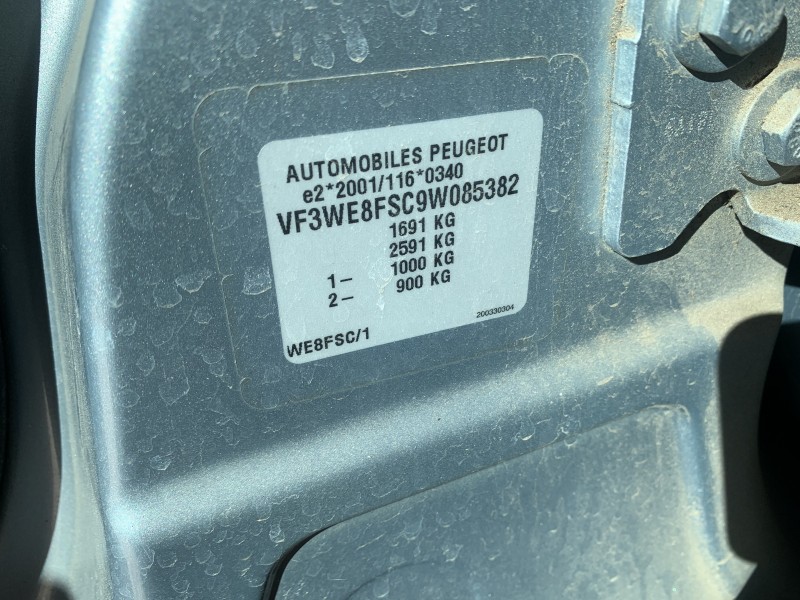 AUTOMOBILES PEUGEOT
e2*2001/116*0340
VF3WE8FSC9W085382
1691 KG
2591 KG
1– 1000 KG
2– 900 KG
200330304
WE8FSC/1